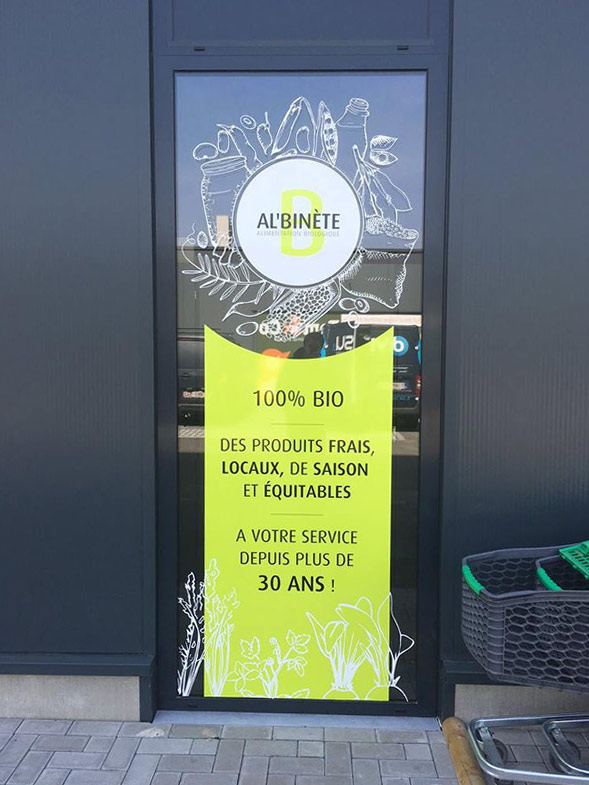 B
AL'BINÈTE
ALIMENTATION BIOLOGIQUE
100% BIO
DES PRODUITS FRAIS,
LOCAUX, DE SAISON
ET ÉQUITABLES
A VOTRE SERVICE
DEPUIS PLUS DE
30 ANS !